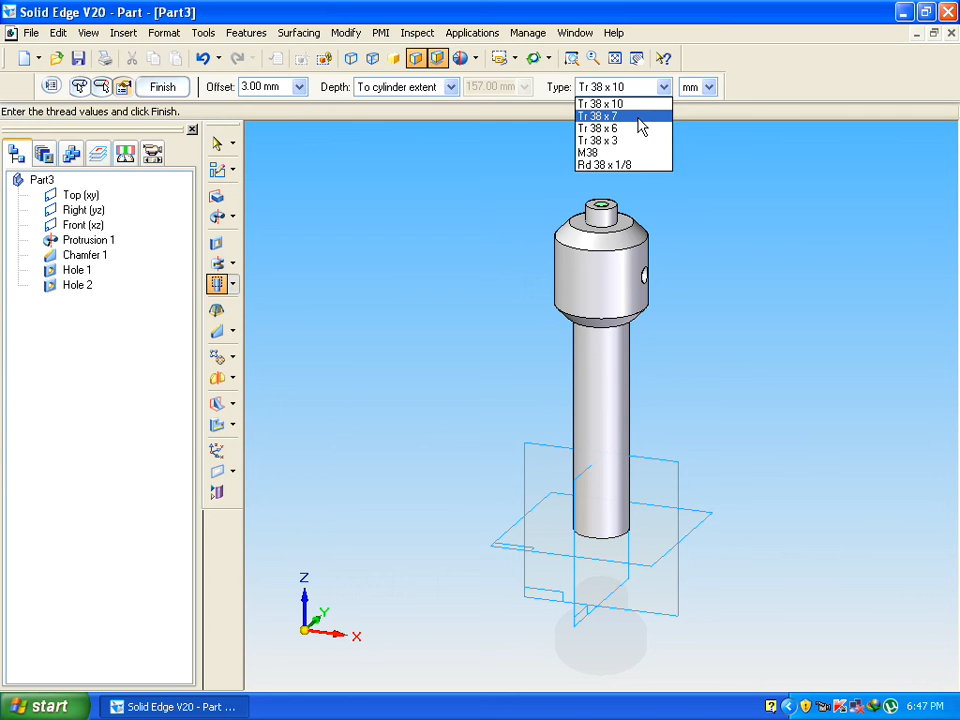 Solid Edge V20 - Part - [Part3]
File Edit View Insert Format Tools Features Surfacing Modify PMI Inspect Applications Manage Window Help
Finish Offset: 3.00 mm Depth: To cylinder extent 157.00 mm Type: Tr 38 x 10 mm
Enter the thread values and click Finish.
Tr 38 x 10
Tr 38 x 7
Tr 38 x 6
Tr 38 x 3
M38
Rd 38 x 1/8
Part3
Top (xy)
Right (yz)
Front (xz)
Protrusion 1
Chamfer 1
Hole 1
Hole 2
Z
Y
X
start Solid Edge V20 - Part ... 6:47 PM